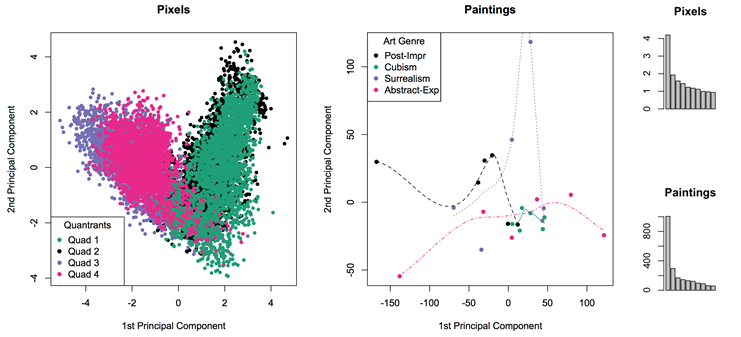 Pixels
2nd Principal Component
4
2
0
-2
-4
Quantrants
Quad 1
Quad 2
Quad 3
Quad 4
-4 -2 0 2 4
1st Principal Component
Paintings
2nd Principal Component
100
50
0
-50
Art Genre
Post-Impr
Cubism
Surrealism
Abstract-Exp
-150 -100 -50 0 50 100
1st Principal Component
Pixels
4
3
2
1
0
Paintings
800
400
0